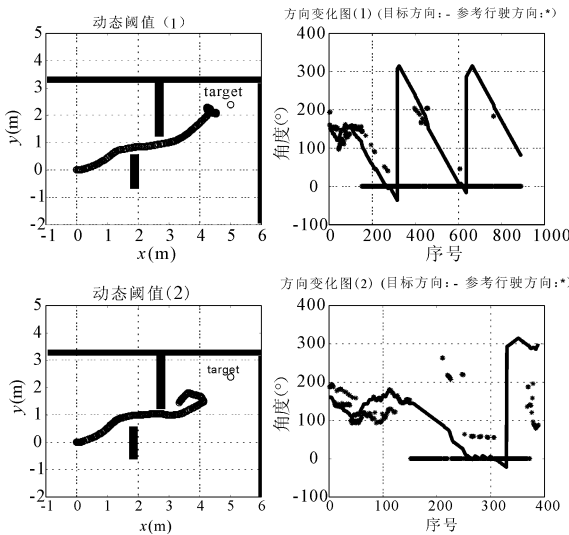 动态阈值 (1)
5
4
3
2
1
0
-1
-2
y(m)
target
-1 0 1 2 3 4 5 6
x(m)
方向变化图(1) (目标方向: - 参考行驶方向:*)
400
300
200
100
0
-100
角度(°)
0 200 400 600 800 1000
序号
动态阈值(2)
5
4
3
2
1
0
-1
-2
y(m)
target
-1 0 1 2 3 4 5 6
x(m)
方向变化图(2) (目标方向: - 参考行驶方向:*)
400
300
200
100
0
-100
角度(°)
0 100 200 300 400
序号